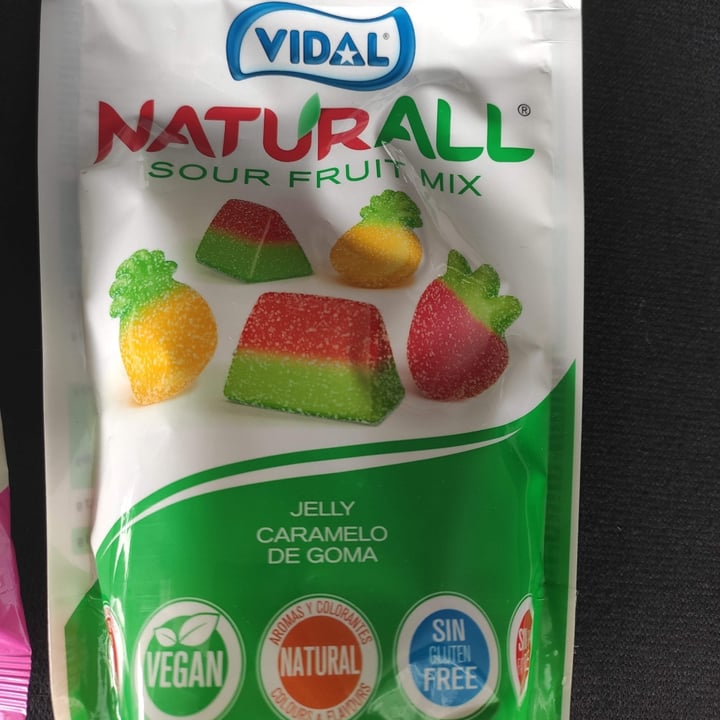 VIDAL®
NATURALL®
SOUR FRUIT MIX
JELLY
CARAMELO
DE GOMA
VEGAN
AROMAS Y COLORANTES
NATURAL
COLOURS & FLAVOURS
SIN
GLUTEN
FREE